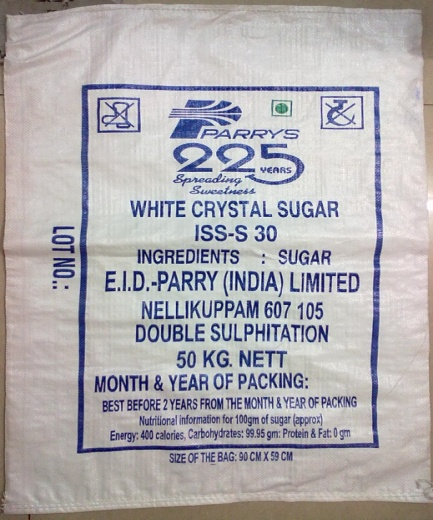 PARRYS
225 YEARS
Spreading
Sweetness
WHITE CRYSTAL SUGAR
ISS-S 30
INGREDIENTS : SUGAR
E.I.D.-PARRY (INDIA) LIMITED
NELLIKUPPAM 607 105
DOUBLE SULPHITATION
50 KG. NETT
MONTH & YEAR OF PACKING:
BEST BEFORE 2 YEARS FROM THE MONTH & YEAR OF PACKING
Nutritional information for 100gm of sugar (approx)
Energy: 400 calories, Carbohydrates: 99.95 gm: Protein & Fat: 0 gm
SIZE OF THE BAG: 90 CM X 59 CM
LOT NO.: